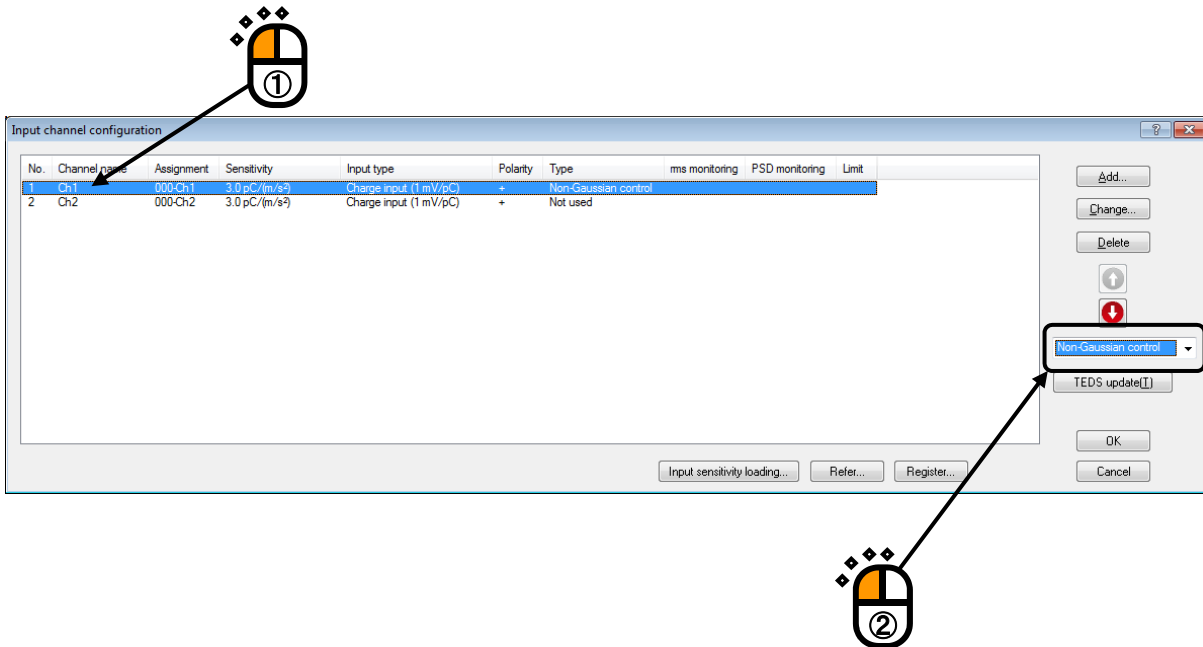 ①
Input channel configuration
No. Channel name Assignment Sensitivity Input type Polarity Type rms monitoring PSD monitoring Limit
1 Ch1 000-Ch1 3.0 pC/(m/s²) Charge input (1 mV/pC) + Non-Gaussian control
2 Ch2 000-Ch2 3.0 pC/(m/s²) Charge input (1 mV/pC) + Not used
Add...
Change...
Delete
Non-Gaussian control
TEDS update(T)
OK
Input sensitivity loading... Refer... Register... Cancel
②